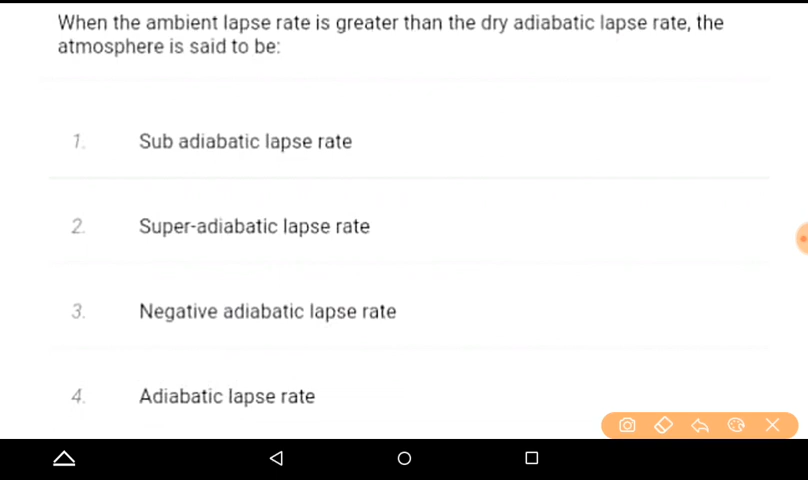 When the ambient lapse rate is greater than the dry adiabatic lapse rate, the
atmosphere is said to be:
1. Sub adiabatic lapse rate
2. Super-adiabatic lapse rate
3. Negative adiabatic lapse rate
4. Adiabatic lapse rate